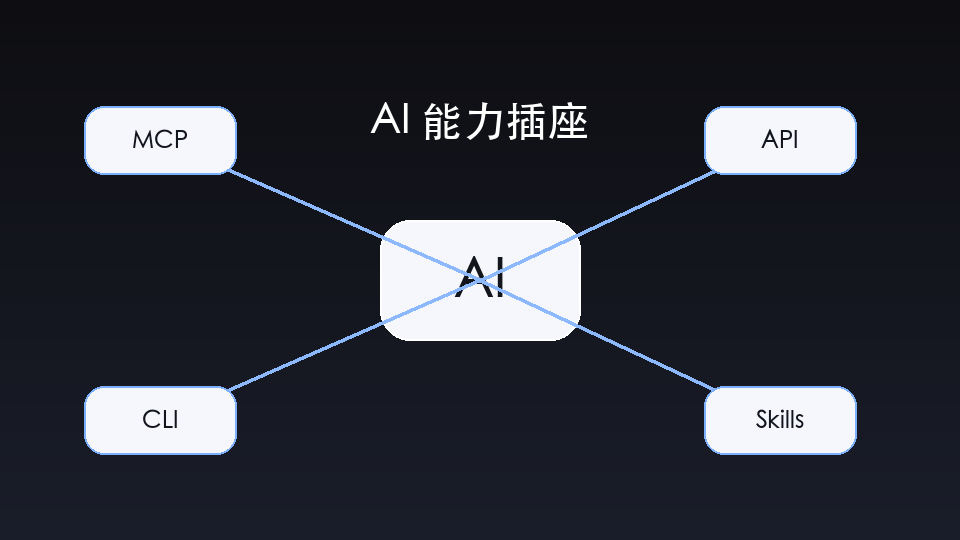 AI 能力插座
MCP
API
AI
CLI
Skills